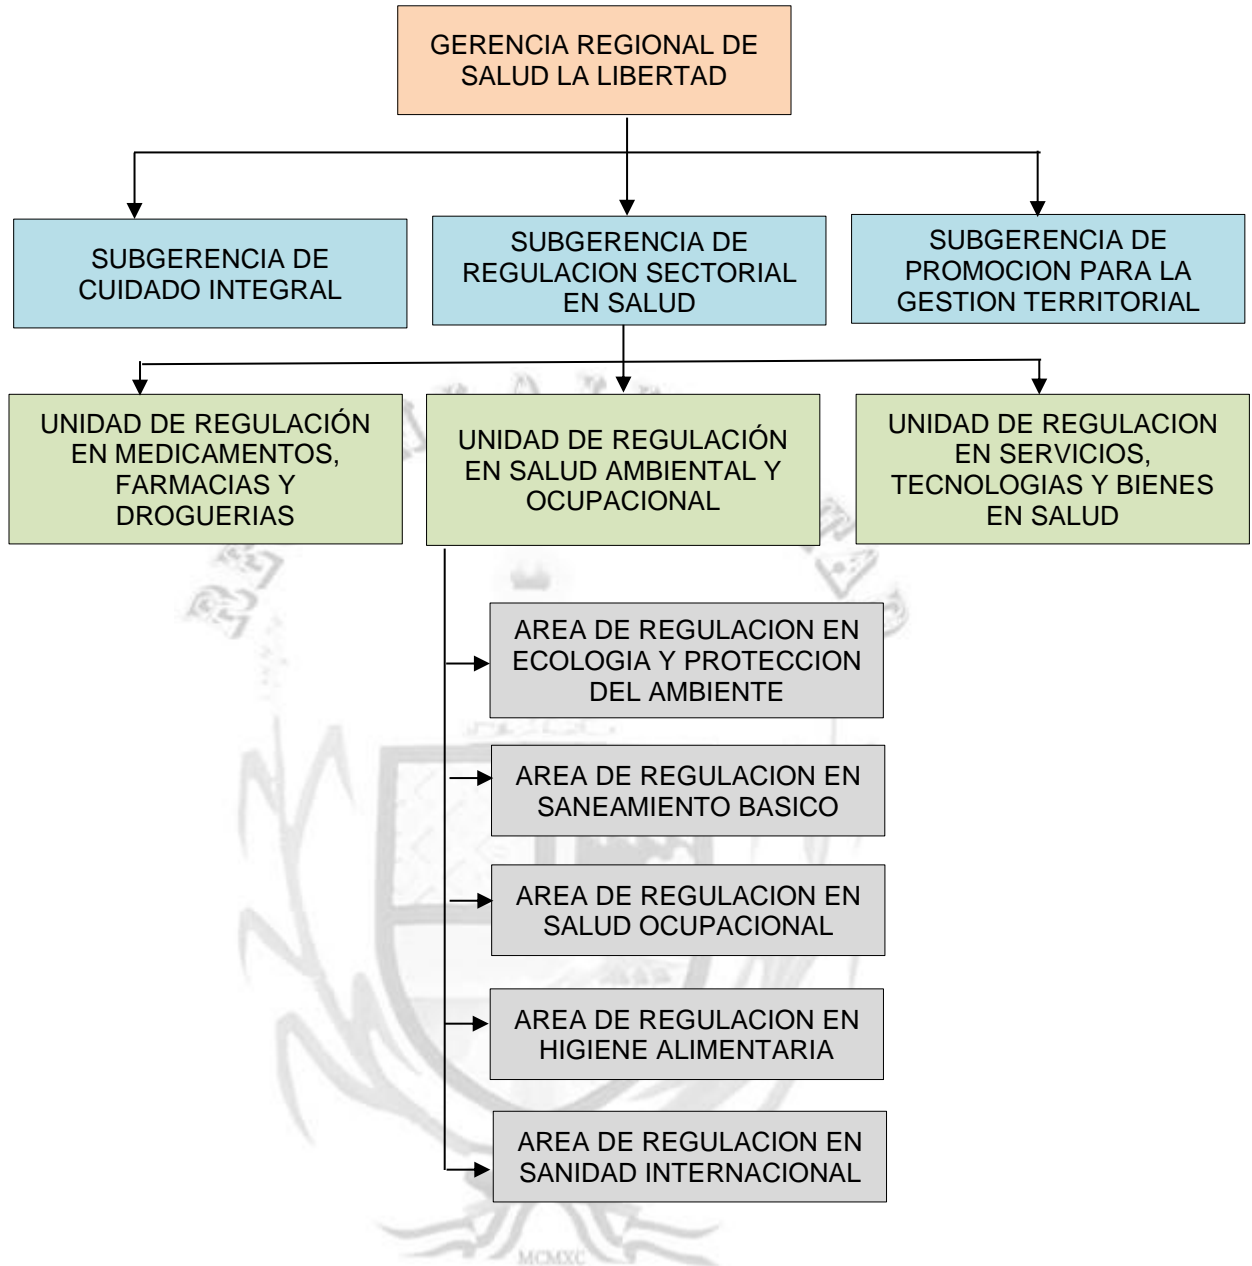 GERENCIA REGIONAL DE
SALUD LA LIBERTAD
SUBGERENCIA DE
CUIDADO INTEGRAL
SUBGERENCIA DE
REGULACION SECTORIAL
EN SALUD
SUBGERENCIA DE
PROMOCION PARA LA
GESTION TERRITORIAL
UNIDAD DE REGULACIÓN
EN MEDICAMENTOS,
FARMACIAS Y
DROGUERIAS
UNIDAD DE REGULACIÓN
EN SALUD AMBIENTAL Y
OCUPACIONAL
UNIDAD DE REGULACION
EN SERVICIOS,
TECNOLOGIAS Y BIENES
EN SALUD
AREA DE REGULACION EN
ECOLOGIA Y PROTECCION
DEL AMBIENTE
AREA DE REGULACION EN
SANEAMIENTO BASICO
AREA DE REGULACION EN
SALUD OCUPACIONAL
AREA DE REGULACION EN
HIGIENE ALIMENTARIA
AREA DE REGULACION EN
SANIDAD INTERNACIONAL
MCMXC